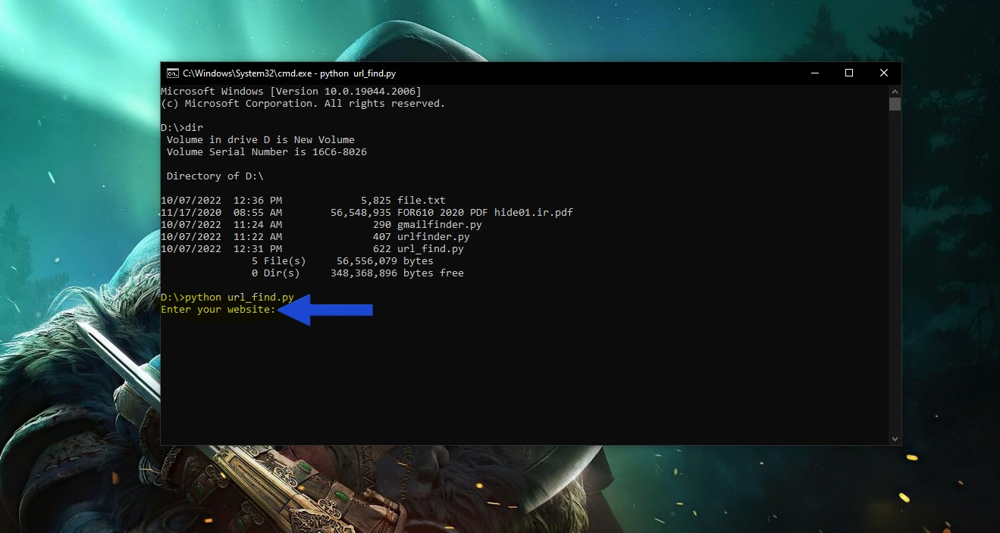 C:\Windows\System32\cmd.exe - python  url_find.py
Microsoft Windows [Version 10.0.19044.2006]
(c) Microsoft Corporation. All rights reserved.
D:\>dir
 Volume in drive D is New Volume
 Volume Serial Number is 16C6-8026
 Directory of D:\
10/07/2022  12:36 PM             5,825 file.txt
11/17/2020  08:55 AM        56,548,935 FOR610 2020 PDF hide01.ir.pdf
10/07/2022  11:24 AM               290 gmailfinder.py
10/07/2022  11:22 AM               407 urlfinder.py
10/07/2022  12:31 PM               622 url_find.py
               5 File(s)     56,556,079 bytes
               0 Dir(s)     348,368,896 bytes free
D:\>python url_find.py
Enter your website: